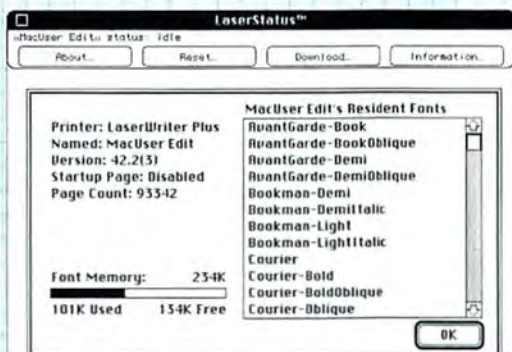 LaserStatus™
"MacUser Edit" status: idle
About...
Reset...
Download...
Information...
Printer: LaserWriter Plus
Named: MacUser Edit
Version: 42.2(3)
Startup Page: Disabled
Page Count: 93342
Font Memory: 234K
101K Used 134K Free
MacUser Edit's Resident Fonts
AvantGarde-Book
AvantGarde-BookOblique
AvantGarde-Demi
AvantGarde-DemiOblique
Bookman-Demi
Bookman-DemiItalic
Bookman-Light
Bookman-LightItalic
Courier
Courier-Bold
Courier-BoldOblique
Courier-Oblique
OK